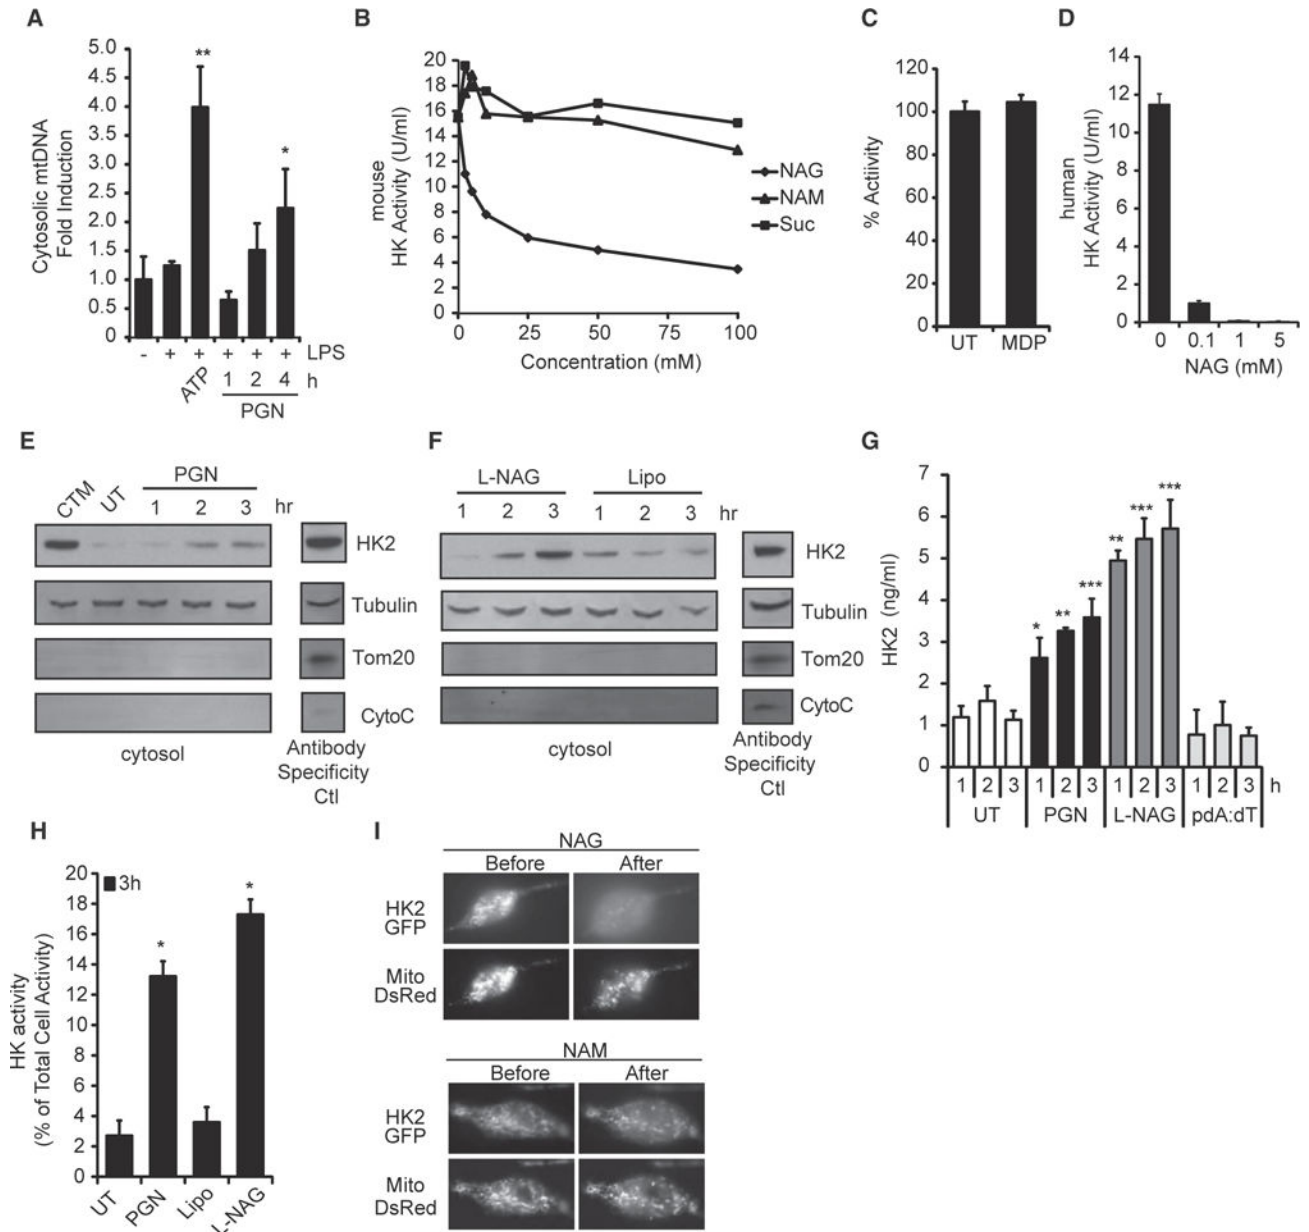 A
Cytosolic mtDNA
Fold Induction
5.0
4.5
4.0
3.5
3.0
2.5
2.0
1.5
1.0
0.5
0
**
*
- + + + + + LPS
ATP 1 2 4 h
PGN
B
mouse
HK Activity (U/ml)
20
18
16
14
12
10
8
6
4
2
0
0 25 50 75 100
Concentration (mM)
NAG
NAM
Suc
C
% Actiivity
120
100
80
60
40
20
0
UT MDP
D
human
HK Activity (U/ml)
14
12
10
8
6
4
2
0
0 0.1 1 5
NAG (mM)
E
PGN
CTM UT 1 2 3 hr
HK2
Tubulin
Tom20
CytoC
cytosol
Antibody
Specificity
Ctl
F
L-NAG Lipo
1 2 3 1 2 3 hr
HK2
Tubulin
Tom20
CytoC
cytosol
Antibody
Specificity
Ctl
G
HK2 (ng/ml)
7
6
5
4
3
2
1
0
* ** *** ** *** ***
1 2 3 1 2 3 1 2 3 1 2 3 h
UT PGN L-NAG pdA:dT
H
HK activity
(% of Total Cell Activity)
20
18
16
14
12
10
8
6
4
2
0
3h
* *
UT PGN Lipo L-NAG
I
NAG
Before After
HK2
GFP
Mito
DsRed
NAM
Before After
HK2
GFP
Mito
DsRed